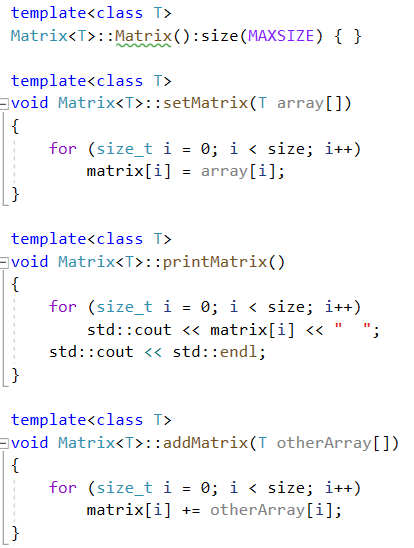 template<class T>
Matrix<T>::Matrix():size(MAXSIZE) { }
template<class T>
void Matrix<T>::setMatrix(T array[])
{
for (size_t i = 0; i < size; i++)
matrix[i] = array[i];
}
template<class T>
void Matrix<T>::printMatrix()
{
for (size_t i = 0; i < size; i++)
std::cout << matrix[i] << "  ";
std::cout << std::endl;
}
template<class T>
void Matrix<T>::addMatrix(T otherArray[])
{
for (size_t i = 0; i < size; i++)
matrix[i] += otherArray[i];
}